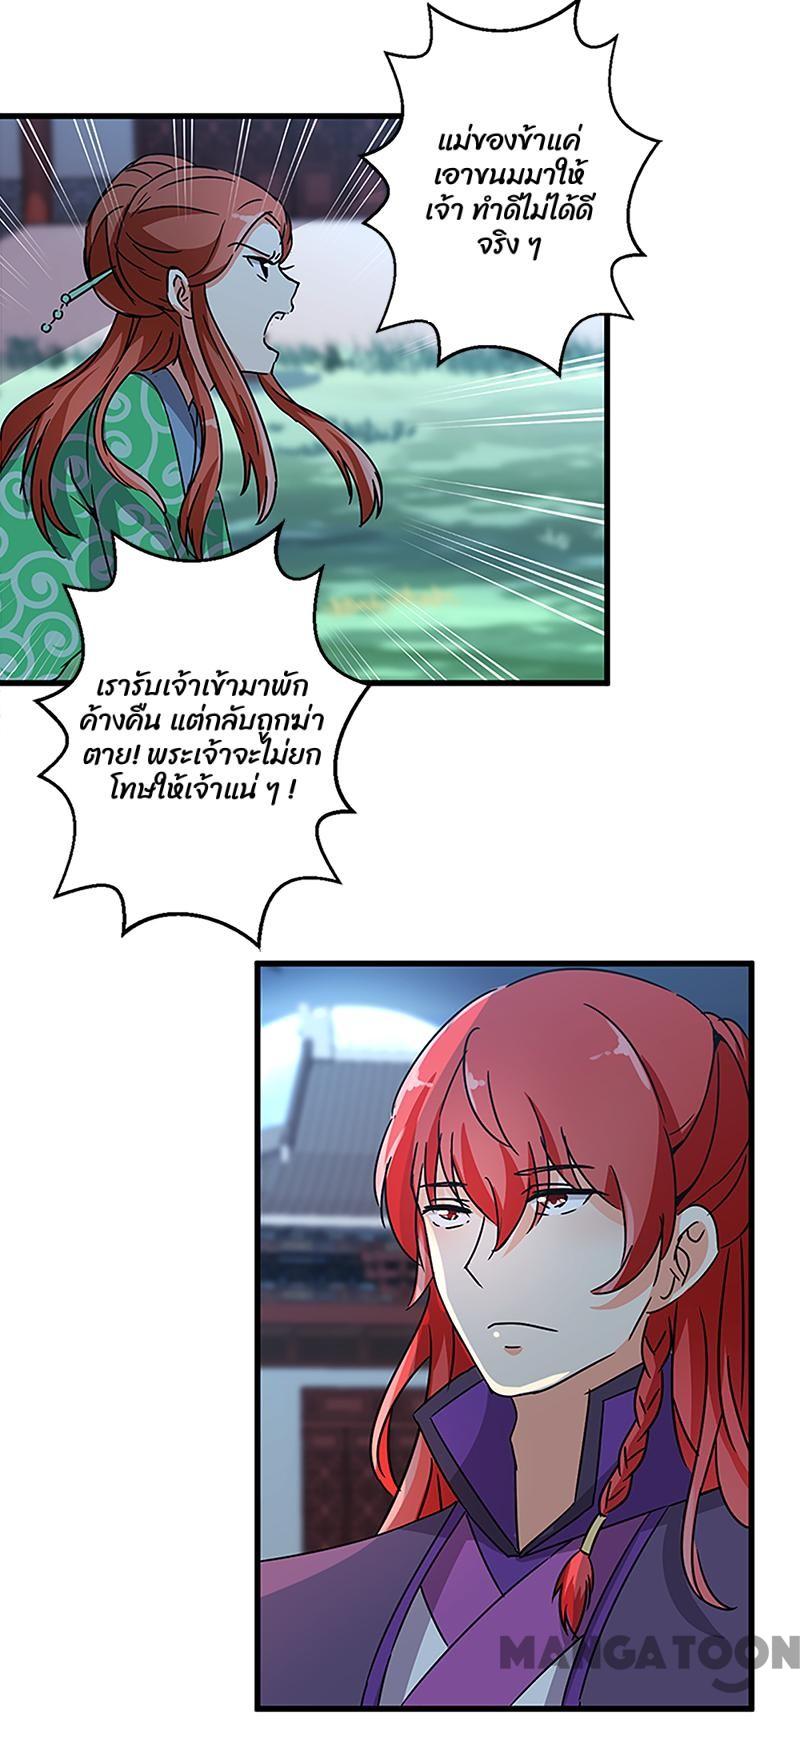 แม่ของข้าแค่
เอาขนมมาให้
เจ้า ทำดีไม่ได้ดี
จริง ๆ
เรารับเจ้าเข้ามาพัก
ค้างคืน แต่กลับถูกฆ่า
ตาย! พระเจ้าจะไม่ยก
โทษให้เจ้าแน่ ๆ !
MANGATOON